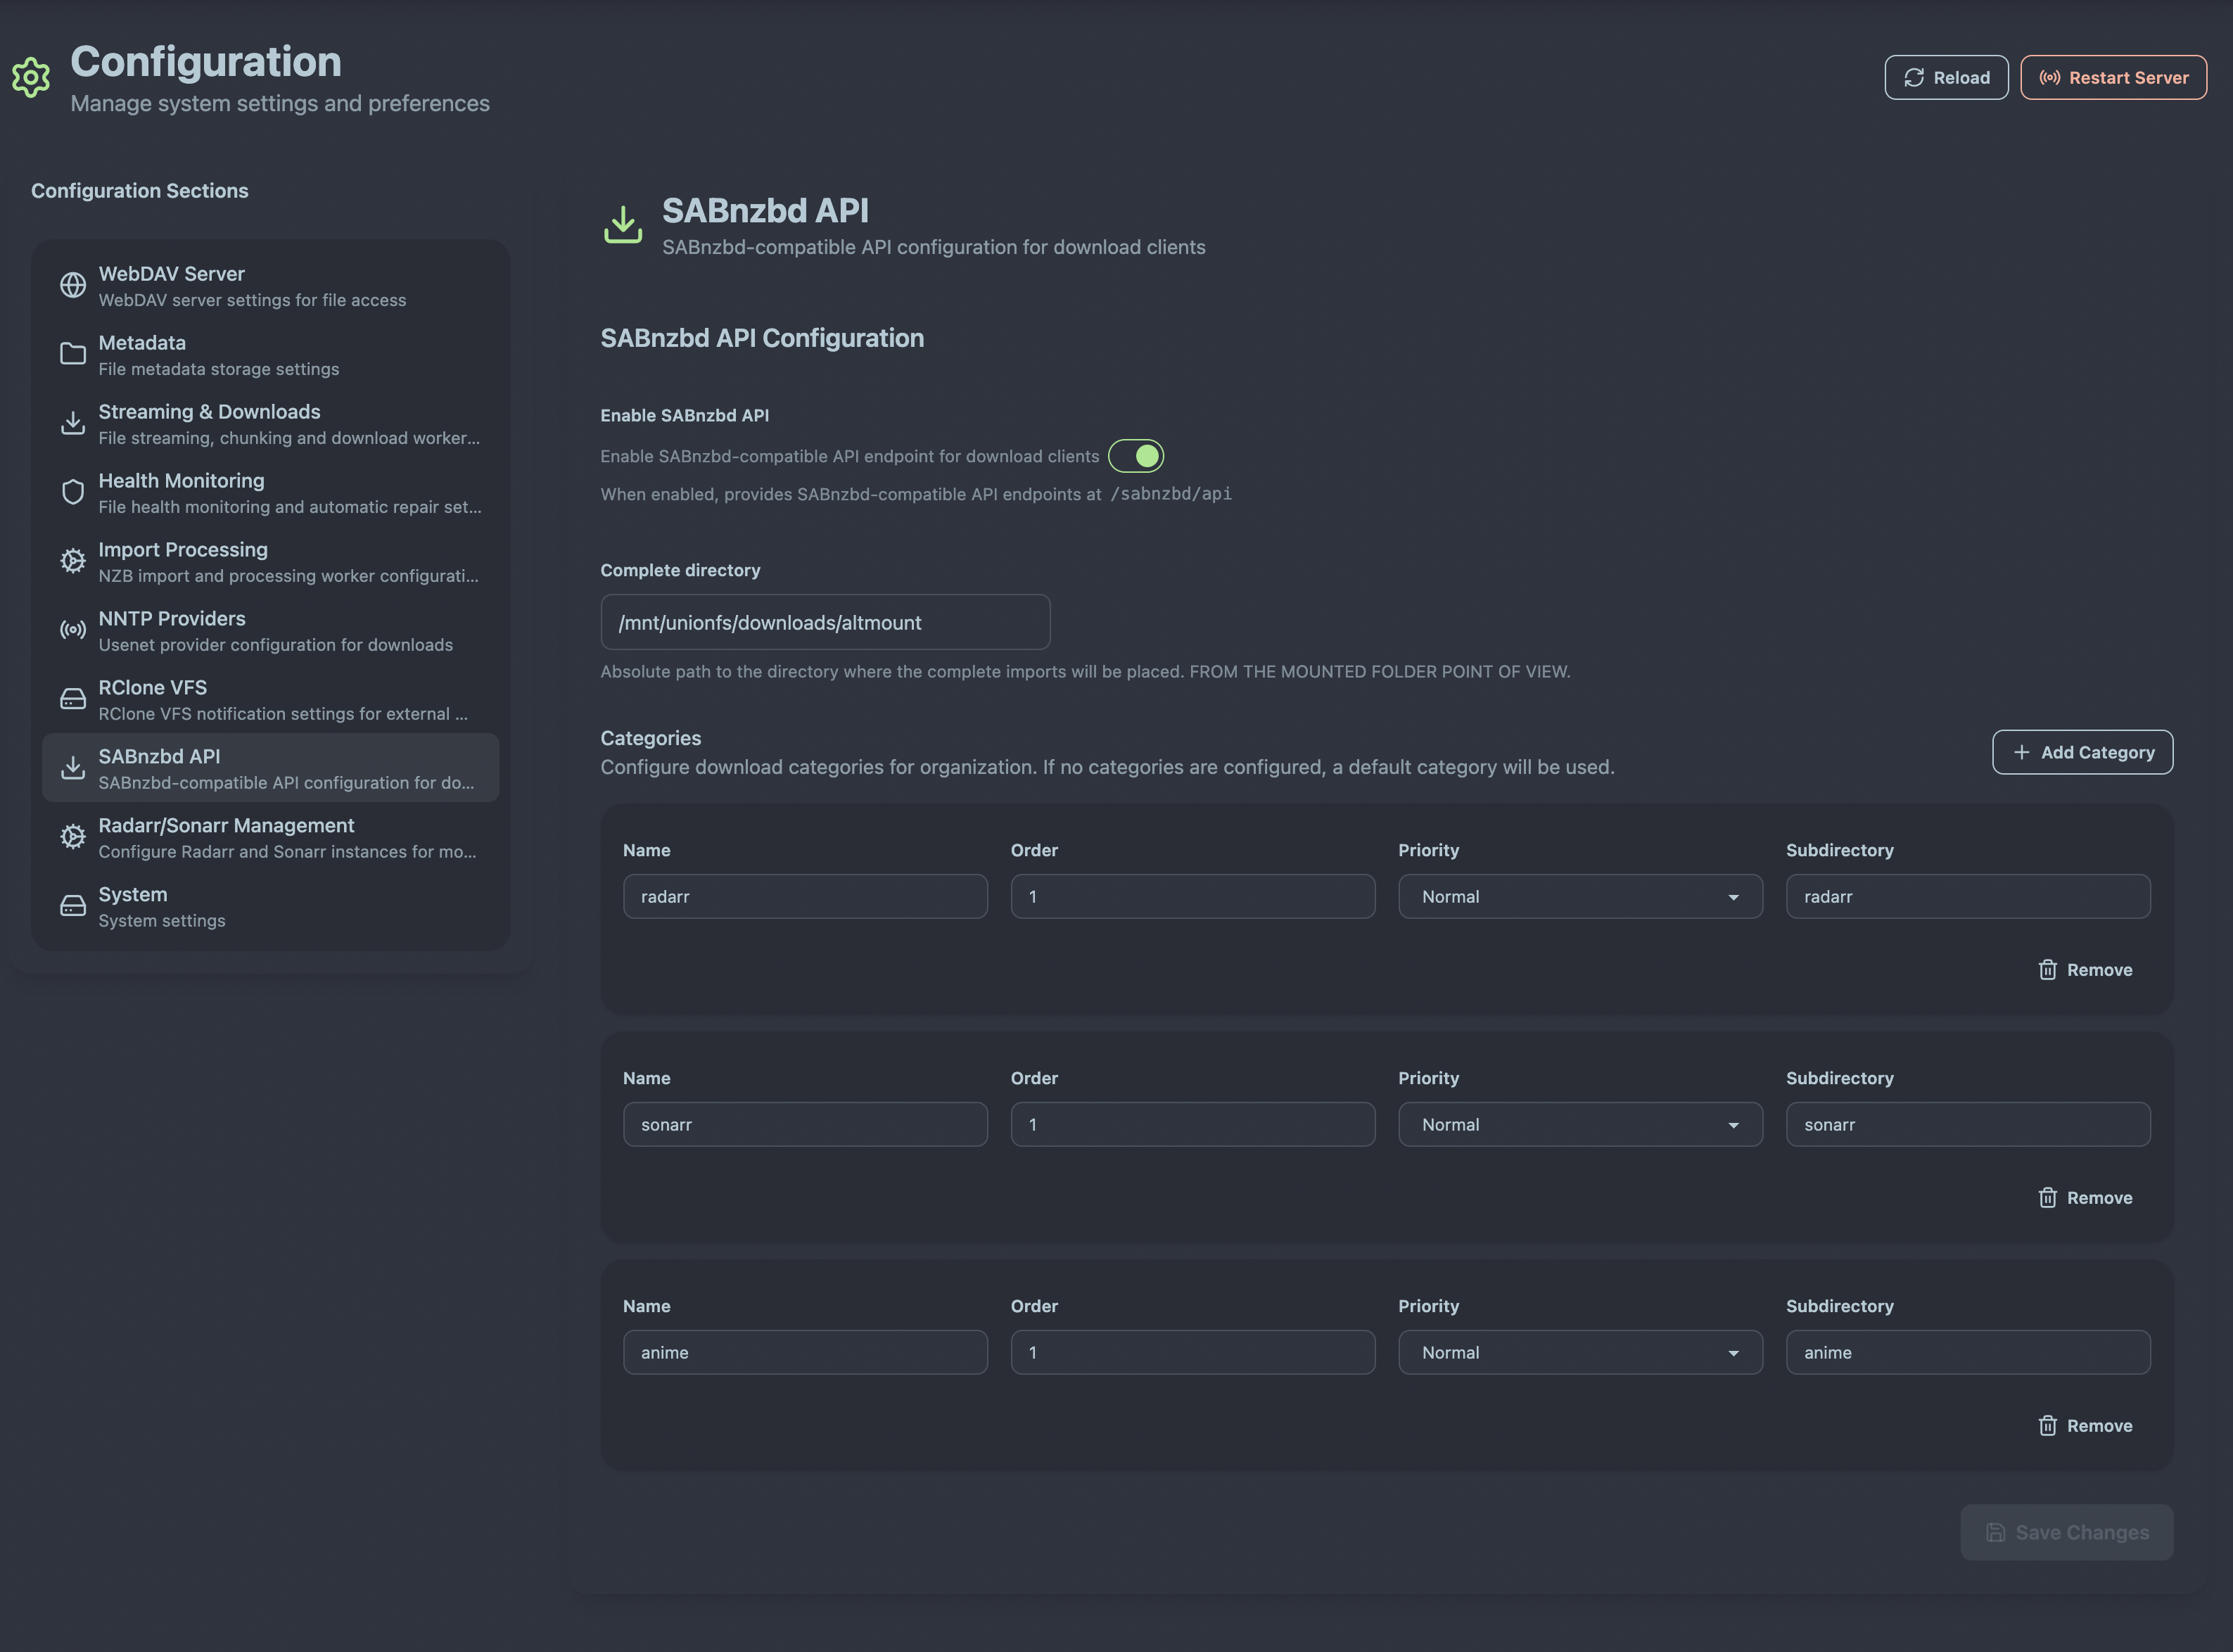 Configuration
Manage system settings and preferences
Reload
Restart Server
Configuration Sections
WebDAV Server
WebDAV server settings for file access
Metadata
File metadata storage settings
Streaming & Downloads
File streaming, chunking and download worker...
Health Monitoring
File health monitoring and automatic repair set...
Import Processing
NZB import and processing worker configurati...
NNTP Providers
Usenet provider configuration for downloads
RClone VFS
RClone VFS notification settings for external ...
SABnzbd API
SABnzbd-compatible API configuration for do...
Radarr/Sonarr Management
Configure Radarr and Sonarr instances for mo...
System
System settings
SABnzbd API
SABnzbd-compatible API configuration for download clients
SABnzbd API Configuration
Enable SABnzbd API
Enable SABnzbd-compatible API endpoint for download clients
When enabled, provides SABnzbd-compatible API endpoints at /sabnzbd/api
Complete directory
/mnt/unionfs/downloads/altmount
Absolute path to the directory where the complete imports will be placed. FROM THE MOUNTED FOLDER POINT OF VIEW.
Categories
Configure download categories for organization. If no categories are configured, a default category will be used.
Add Category
Name Order Priority Subdirectory
radarr 1 Normal radarr
Remove
Name Order Priority Subdirectory
sonarr 1 Normal sonarr
Remove
Name Order Priority Subdirectory
anime 1 Normal anime
Remove
Save Changes